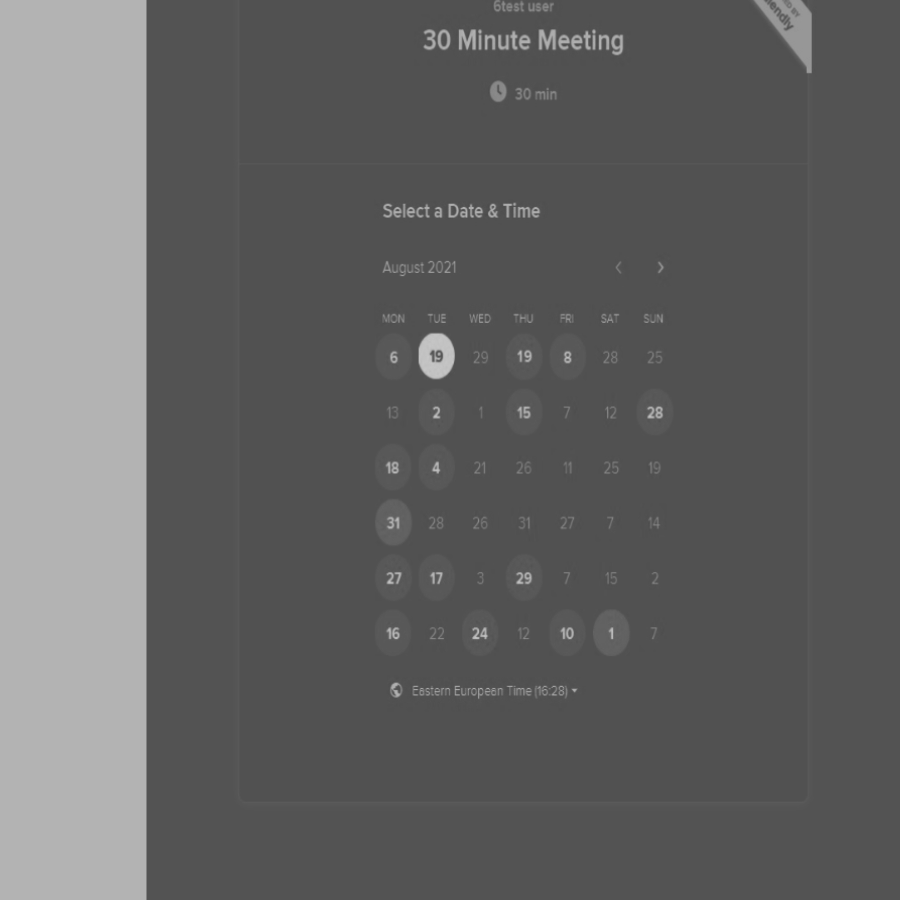 6test user
30 Minute Meeting
30 min
Select a Date & Time
August 2021
MON TUE WED THU FRI SAT SUN
6 19 29 19 8 28 25
13 2 1 15 7 12 28
18 4 21 26 11 25 19
31 28 26 31 27 7 14
27 17 3 29 7 15 2
16 22 24 12 10 1 7
Eastern European Time (16:28)